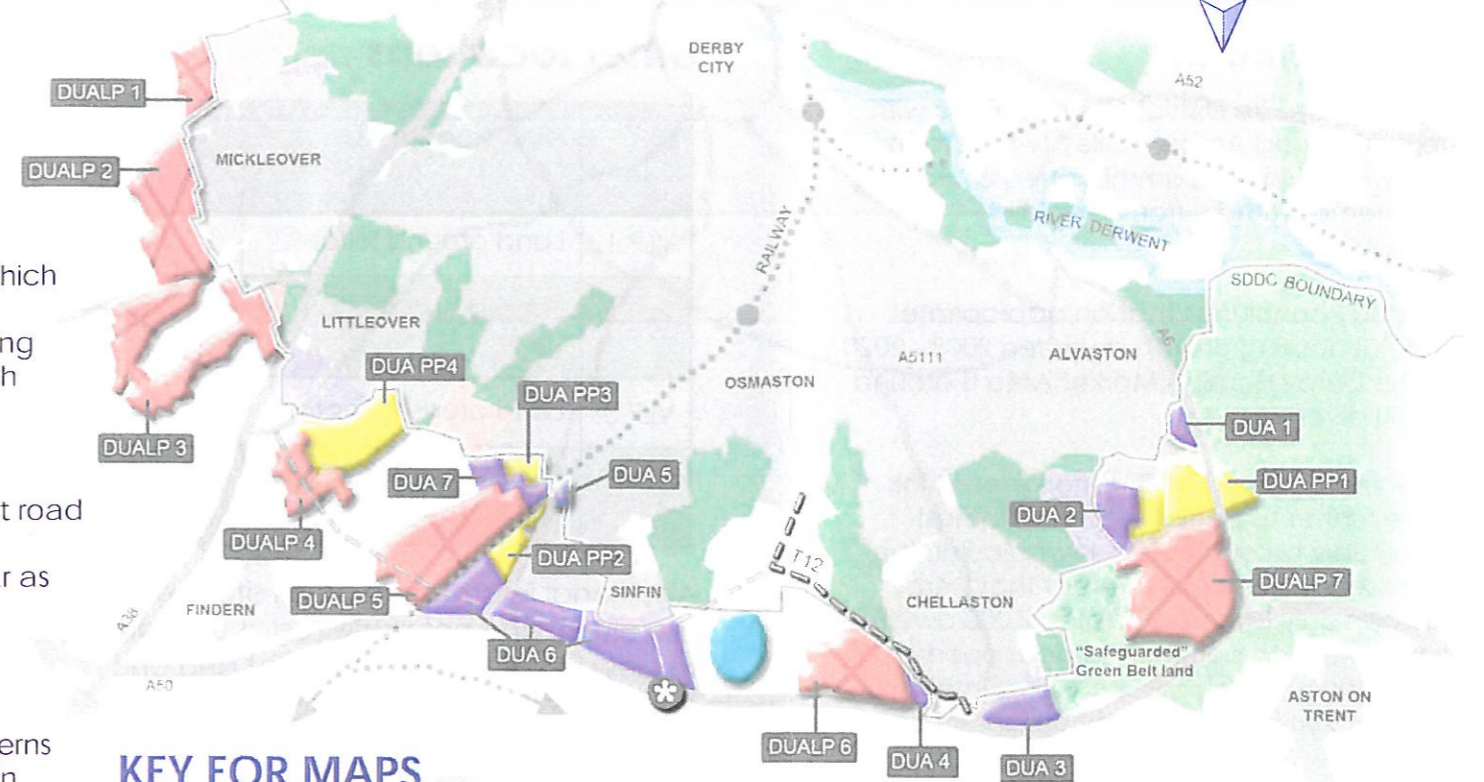 DERBY
CITY
A52
DUALP 1
MICKLEOVER
DUALP 2
RIVER DERWENT
RAILWAY
hich
SDDC BOUNDARY
LITTLEOVER
ng
h
A6
A5111
ALVASTON
DUA PP4
OSMASTON
DUA PP3
DUA 1
DUALP 3
DUA 7
DUA 5
DUA PP1
DUA 2
t road
DUALP 4
DUA PP2
T12
r as
DUALP 7
SINFIN
DUALP 5
CHELLASTON
FINDERN
A38
DUA 6
"Safeguarded"
Green Belt land
A50
ASTON ON
TRENT
DUALP 6
DUA 4
DUA 3
erns
n
KEY FOR MAPS